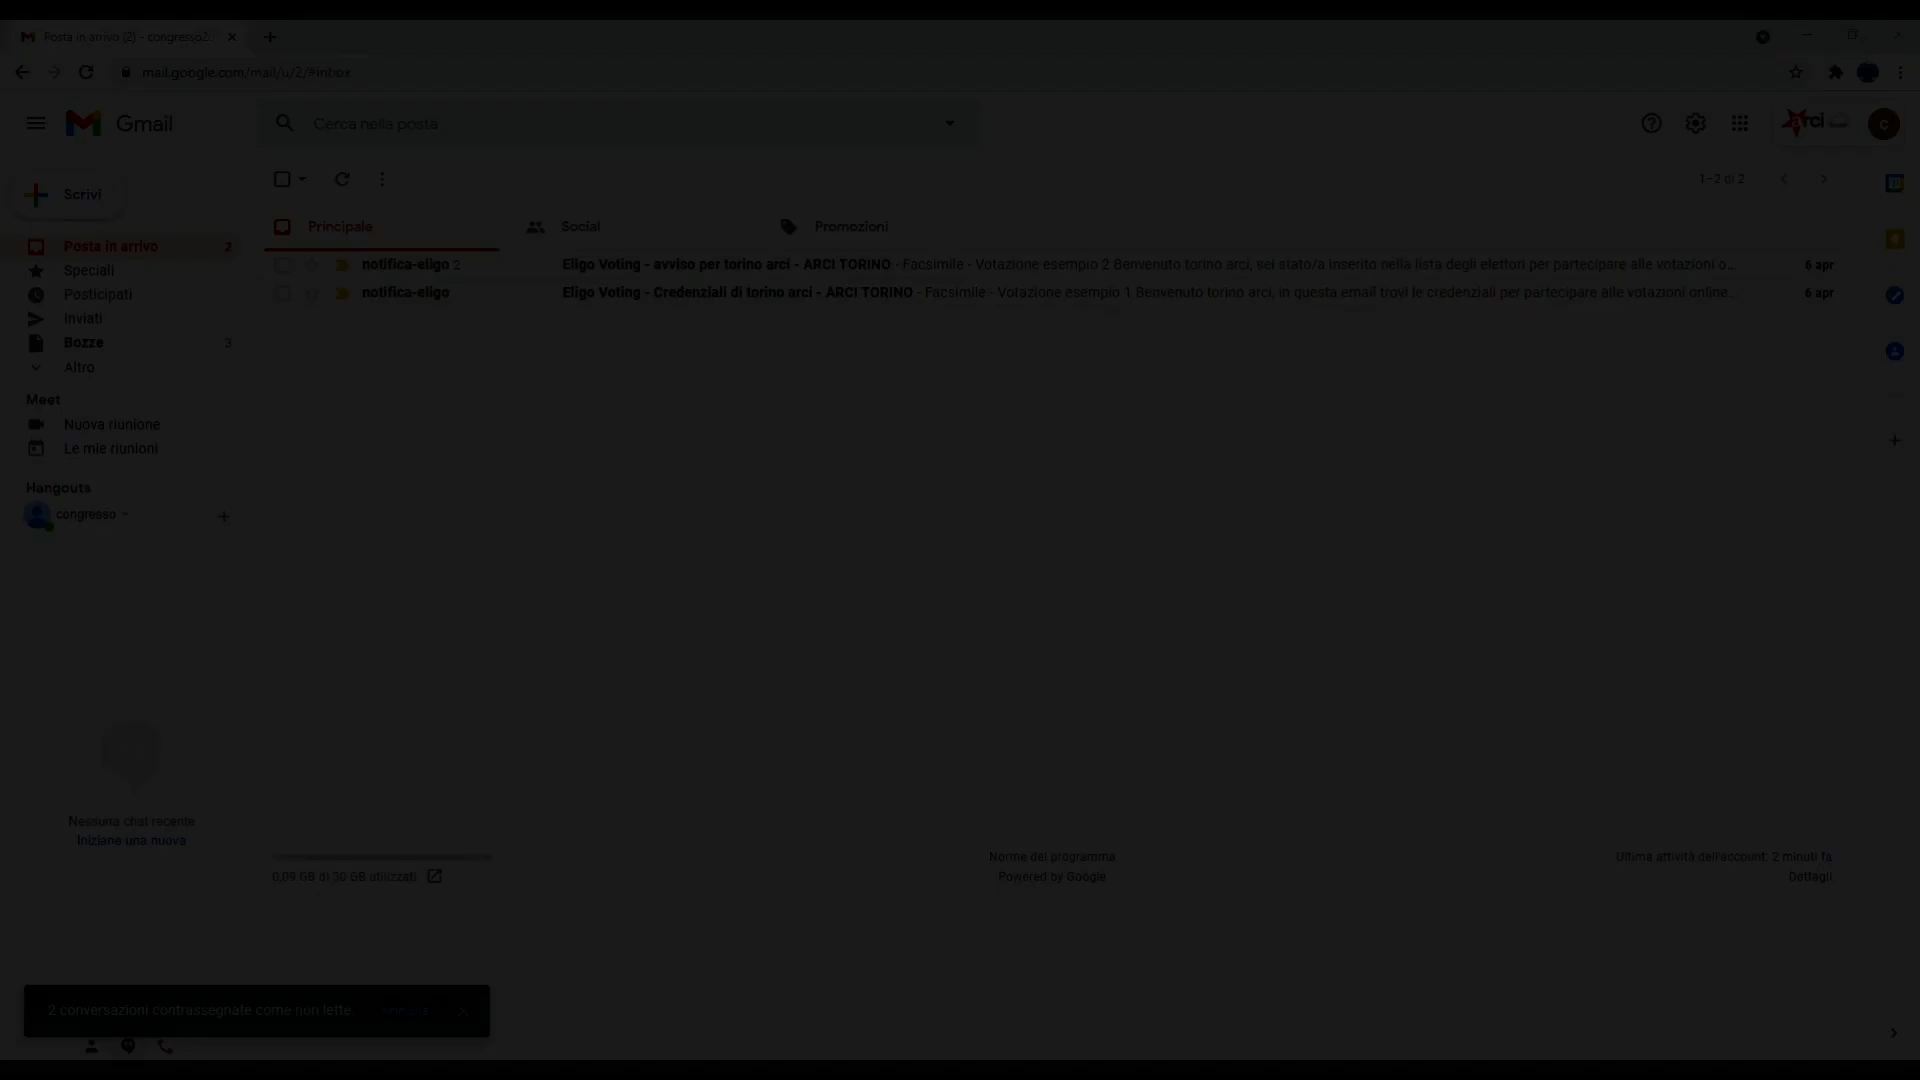 Posta in arrivo (2) - congresso2
mail.google.com/mail/u/2/#inbox
Gmail
Cerca nella posta
arci
c
Scrivi
1–2 di 2
Principale
Social
Promozioni
Posta in arrivo 2
notifica-eligo 2 Eligo Voting - avviso per torino arci - ARCI TORINO - Facsimile - Votazione esempio 2 Benvenuto torino arci, sei stato/a inserito nella lista degli elettori per partecipare alle votazioni o... 6 apr
Speciali
notifica-eligo Eligo Voting - Credenziali di torino arci - ARCI TORINO - Facsimile - Votazione esempio 1 Benvenuto torino arci, in questa email trovi le credenziali per partecipare alle votazioni online... 6 apr
Posticipati
Inviati
Bozze 3
Altro
Meet
Nuova riunione
Le mie riunioni
Hangouts
congresso
Nessuna chat recente
Iniziane una nuova
0,09 GB di 30 GB utilizzati
Norme del programma
Powered by Google
Ultima attività dell'account: 2 minuti fa
Dettagli
2 conversazioni contrassegnate come non lette.